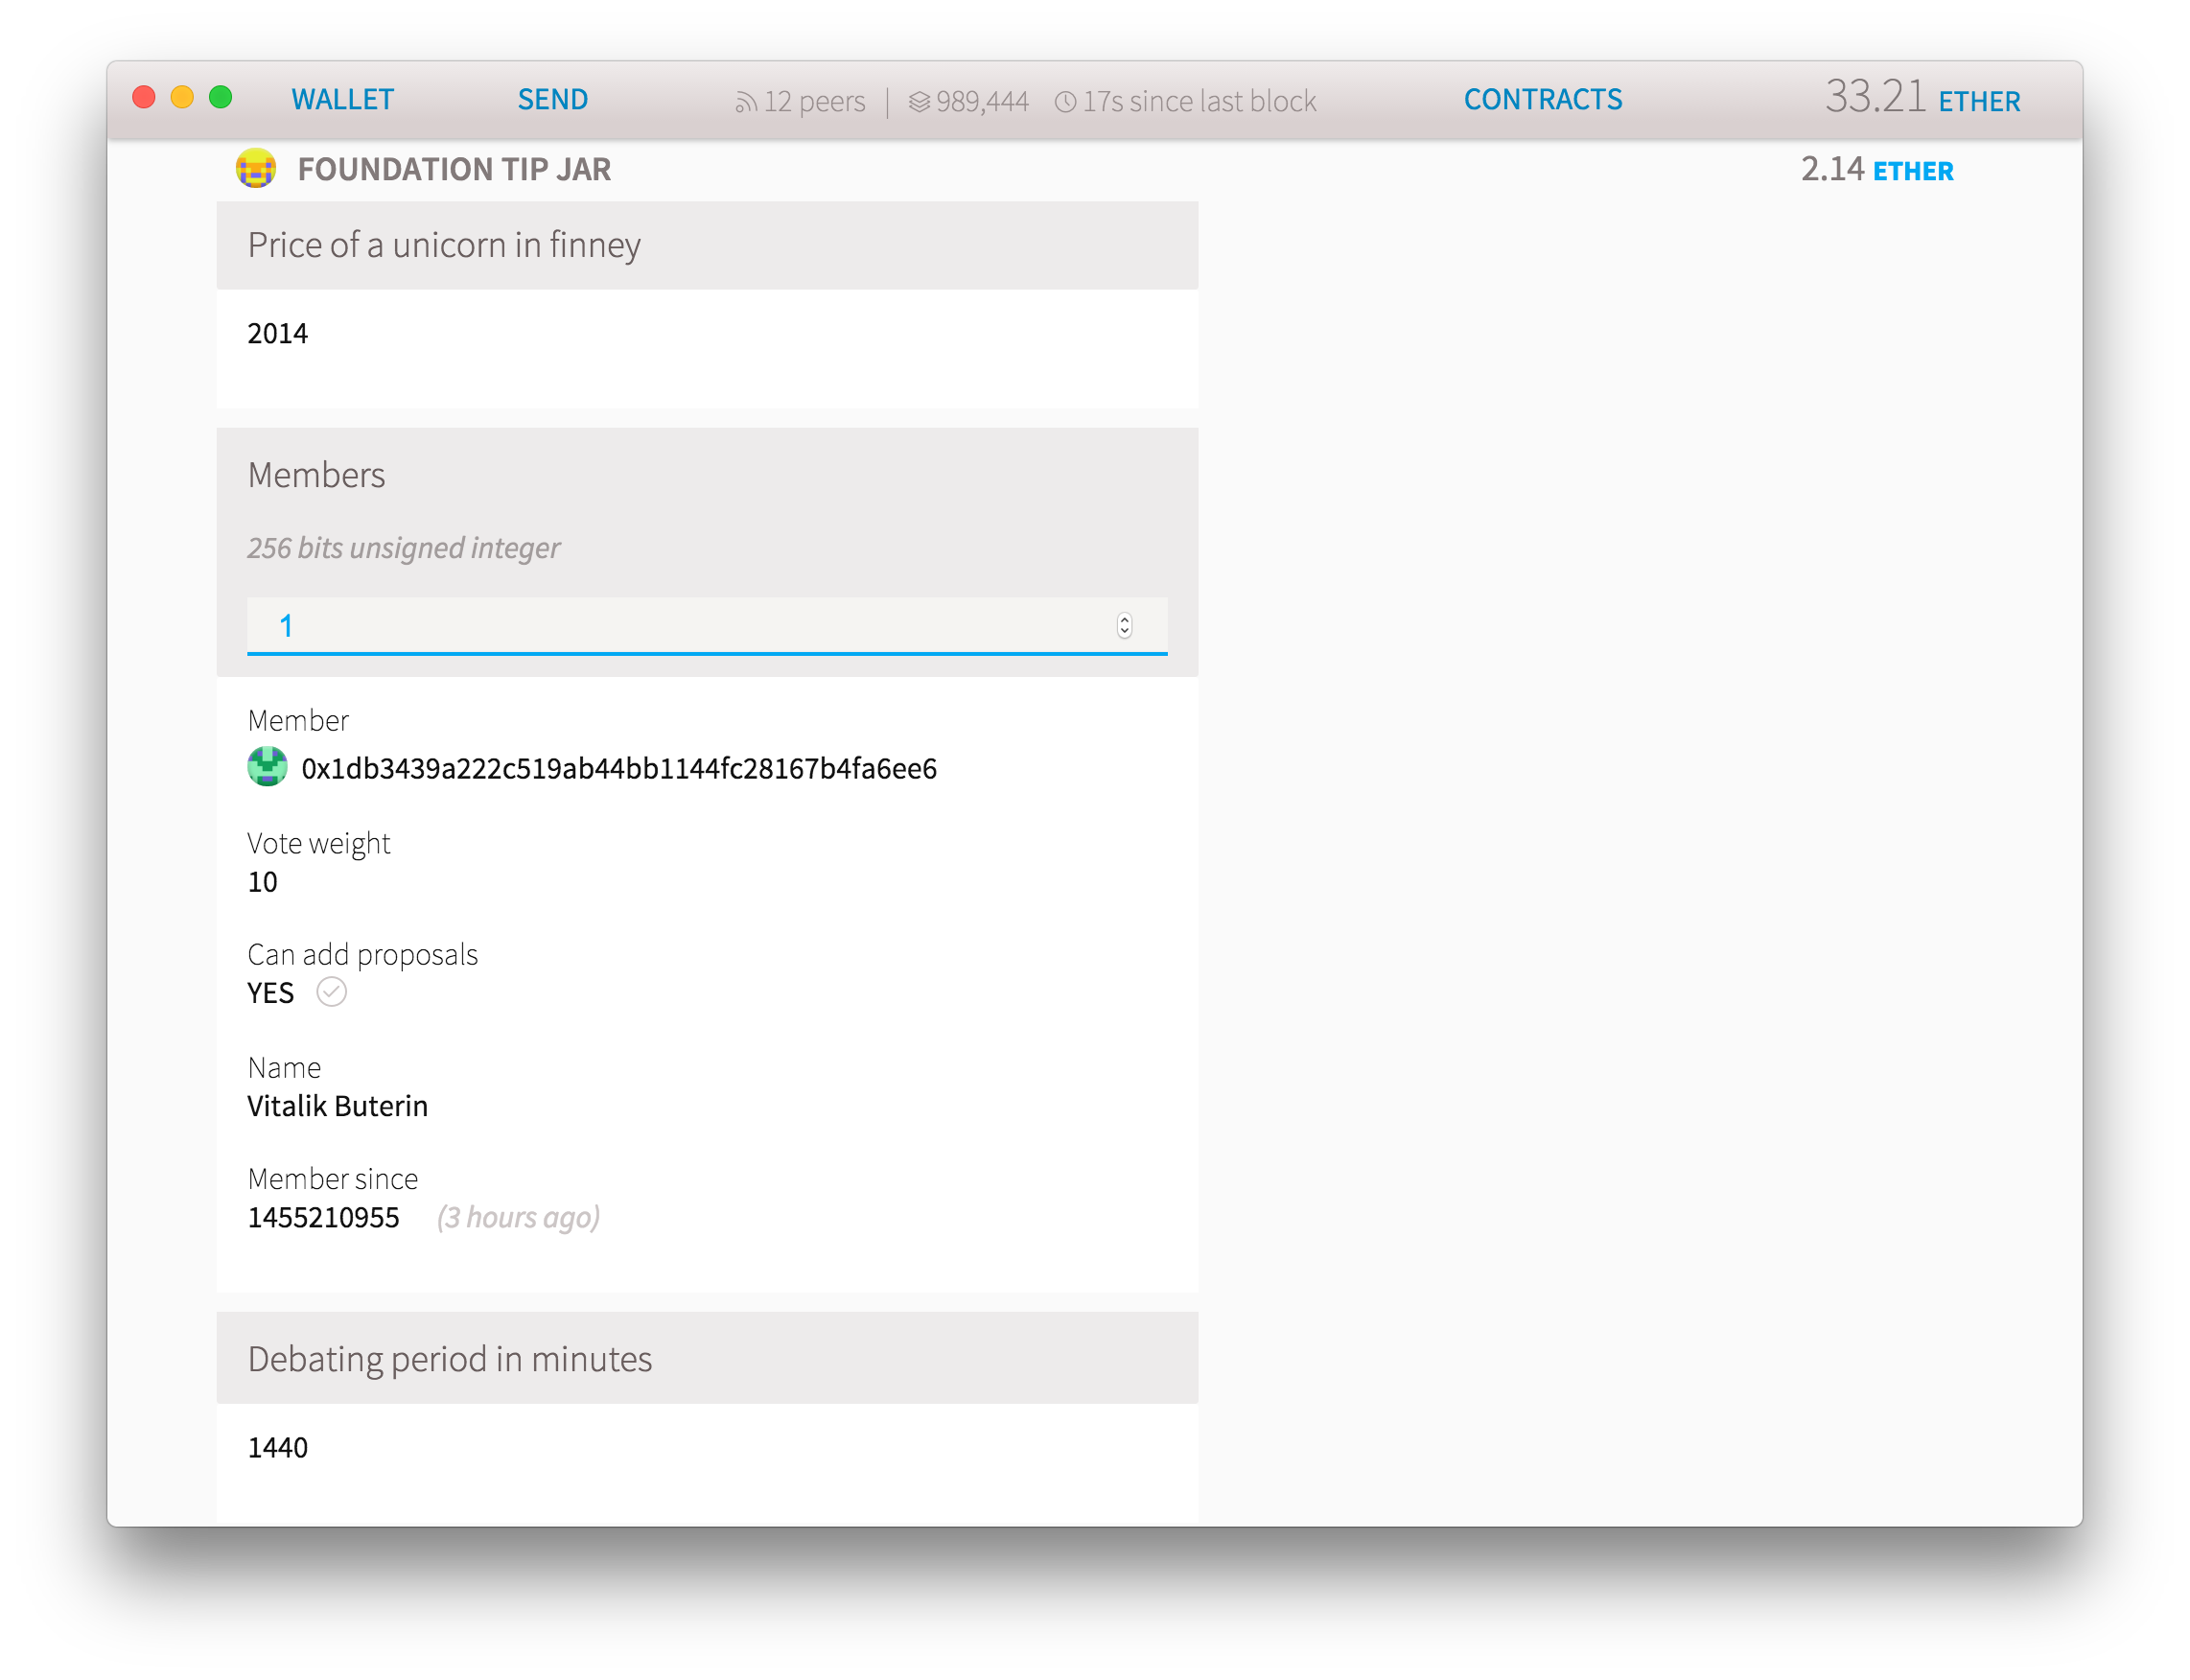 WALLET SEND 12 peers | 989,444 17s since last block CONTRACTS 33.21 ETHER
FOUNDATION TIP JAR 2.14 ETHER
Price of a unicorn in finney
2014
Members
256 bits unsigned integer
1
Member
0x1db3439a222c519ab44bb1144fc28167b4fa6ee6
Vote weight
10
Can add proposals
YES
Name
Vitalik Buterin
Member since
1455210955 (3 hours ago)
Debating period in minutes
1440